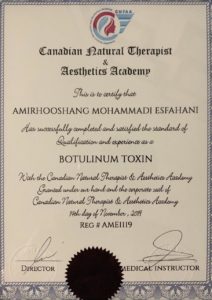 Canadian Natural Therapist
&
Aesthetics Academy
This is to certify that
AMIRHOOSHANG MOHAMMADI ESFAHANI
Has successfully completed and satisfied the standard of
Qualification and experience as a
BOTULINUM TOXIN
With the Canadian Natural Therapist & Aesthetics Academy
Granted under our hand and the corporate seal of
Canadian Natural Therapist & Aesthetics Academy
14th day of November, 2019
REG # AME1119
DIRECTOR
MEDICAL INSTRUCTOR